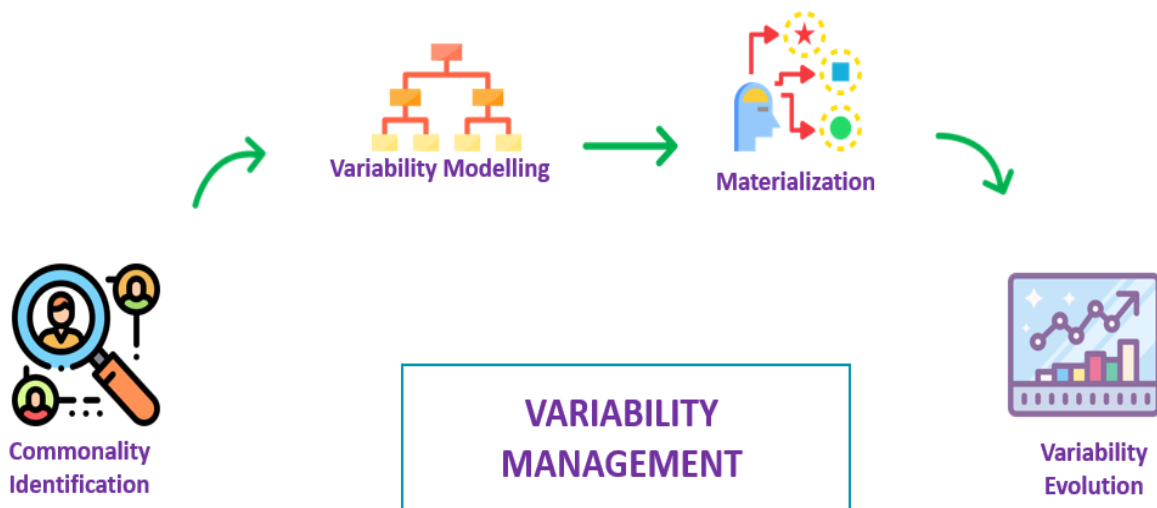 Variability Modelling
Materialization
Commonality
Identification
VARIABILITY
MANAGEMENT
Variability
Evolution